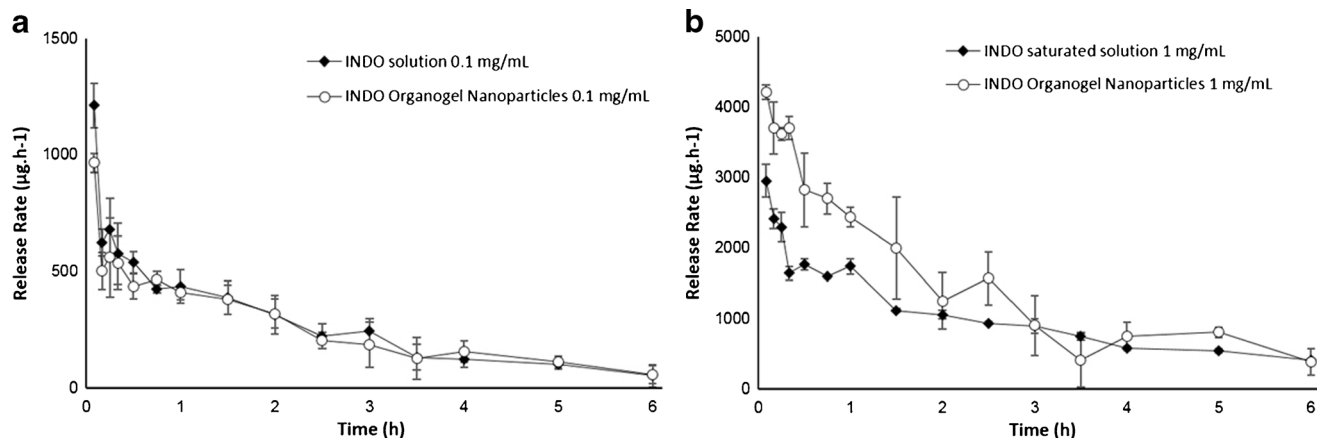 a
1500
1000
500
0
Release Rate (µg.h-1)
INDO solution 0.1 mg/mL
INDO Organogel Nanoparticles 0.1 mg/mL
0 1 2 3 4 5 6
Time (h)
b
5000
4000
3000
2000
1000
0
Release Rate (µg.h-1)
INDO saturated solution 1 mg/mL
INDO Organogel Nanoparticles 1 mg/mL
0 1 2 3 4 5 6
Time (h)